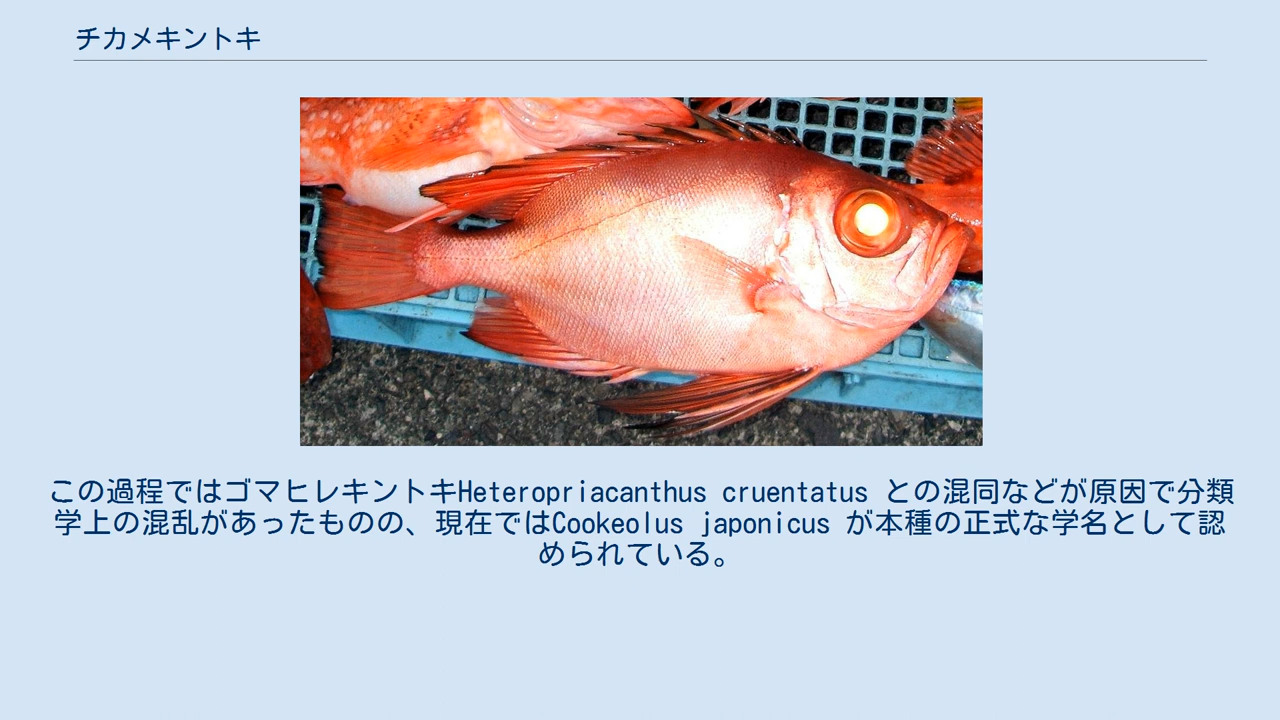 チカメキントキ
この過程ではゴマヒレキントキHeteropriacanthus cruentatus との混同などが原因で分類
学上の混乱があったものの、現在ではCookeolus japonicus が本種の正式な学名として認
められている。